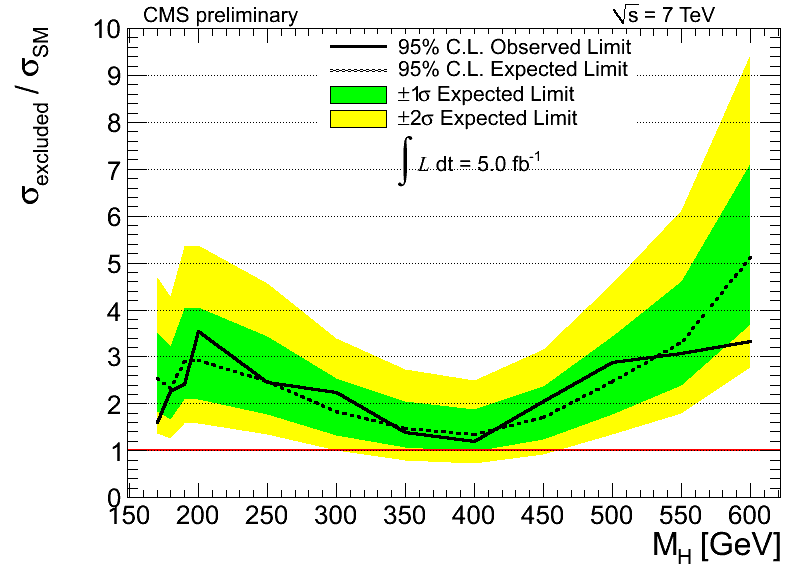 CMS preliminary
√s = 7 TeV
σexcluded / σSM
10
9
8
7
6
5
4
3
2
1
0
95% C.L. Observed Limit
95% C.L. Expected Limit
±1σ Expected Limit
±2σ Expected Limit
∫ L dt = 5.0 fb⁻¹
150 200 250 300 350 400 450 500 550 600
MH [GeV]